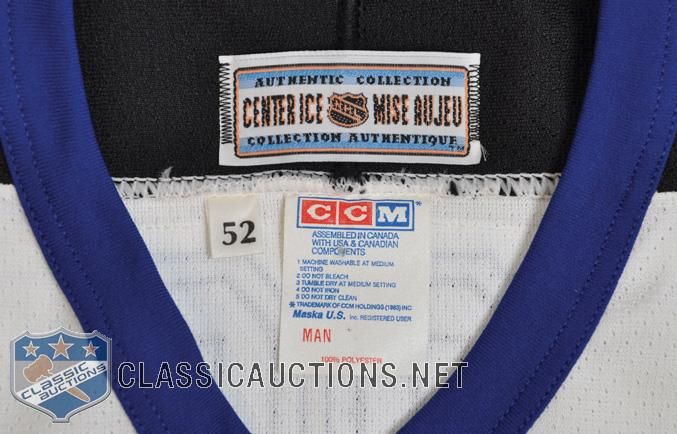 AUTHENTIC COLLECTION
CENTER ICE NHL MISE AU JEU
COLLECTION AUTHENTIQUE TM
52
CCM*
ASSEMBLED IN CANADA
WITH USA & CANADIAN
COMPONENTS
1 MACHINE WASHABLE AT MEDIUM
SETTING
2 DO NOT BLEACH
3 TUMBLE DRY AT MEDIUM SETTING
4 DO NOT IRON
5 DO NOT DRY CLEAN
* TRADEMARK OF CCM HOLDINGS (1983) INC
Maska U.S. Inc. REGISTERED USER
MAN
100% POLYESTER
CLASSIC
AUCTIONS
CLASSICAUCTIONS.NET